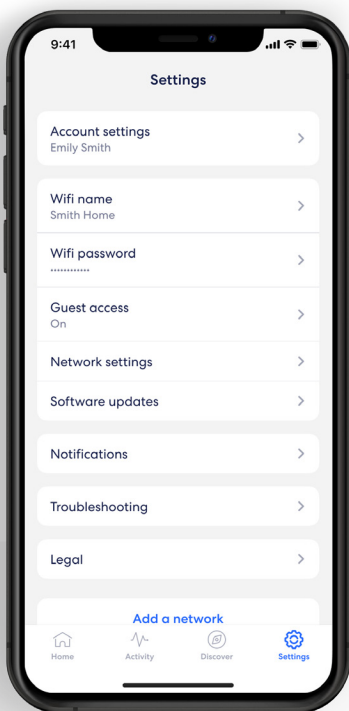 9:41
Settings
Account settings
Emily Smith
Wifi name
Smith Home
Wifi password
............
Guest access
On
Network settings
Software updates
Notifications
Troubleshooting
Legal
Add a network
Home Activity Discover Settings